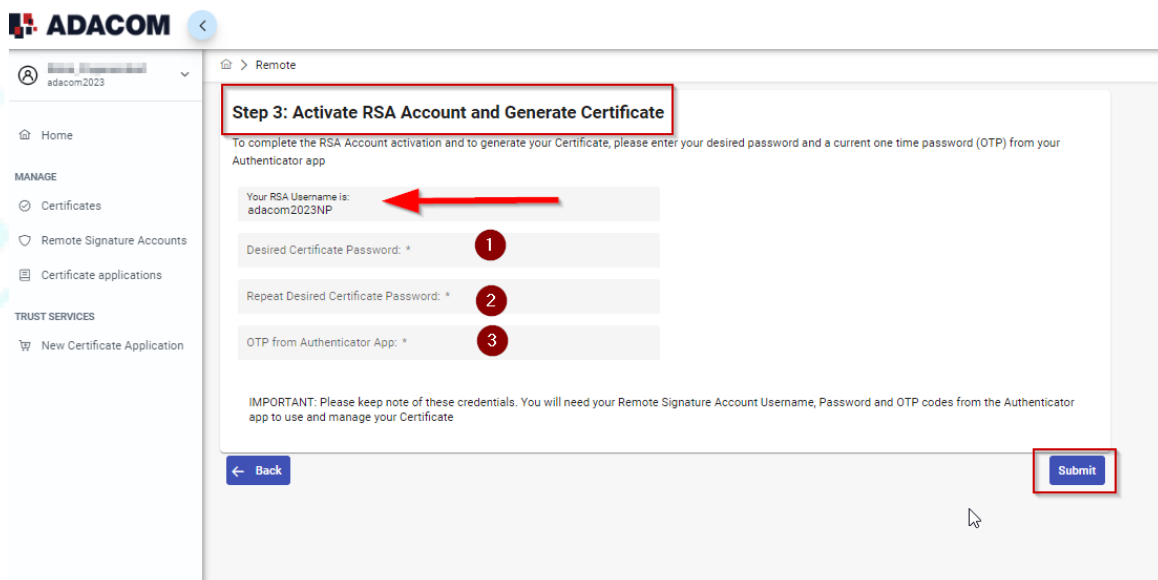 ADACOM
adacom2023
Home
MANAGE
Certificates
Remote Signature Accounts
Certificate applications
TRUST SERVICES
New Certificate Application
> Remote
Step 3: Activate RSA Account and Generate Certificate
To complete the RSA Account activation and to generate your Certificate, please enter your desired password and a current one time password (OTP) from your
Authenticator app
Your RSA Username is:
adacom2023NP
Desired Certificate Password: *
1
Repeat Desired Certificate Password: *
2
OTP from Authenticator App: *
3
IMPORTANT: Please keep note of these credentials. You will need your Remote Signature Account Username, Password and OTP codes from the Authenticator
app to use and manage your Certificate
Back
Submit